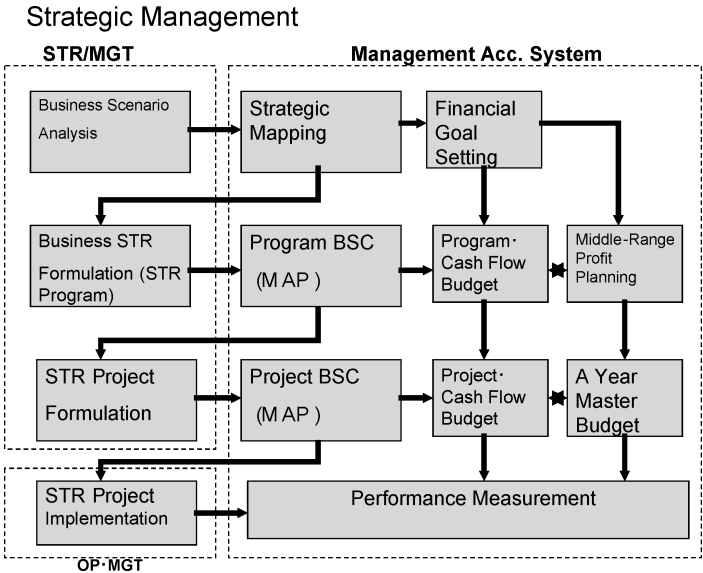 Strategic Management
STR/MGT
Management Acc. System
Business Scenario
Analysis
Strategic
Mapping
Financial
Goal
Setting
Business STR
Formulation (STR
Program)
Program BSC
(M AP )
Program･
Cash Flow
Budget
Middle-Range
Profit
Planning
STR Project
Formulation
Project BSC
(M AP )
Project･
Cash Flow
Budget
A Year
Master
Budget
STR Project
Implementation
Performance Measurement
OP･MGT